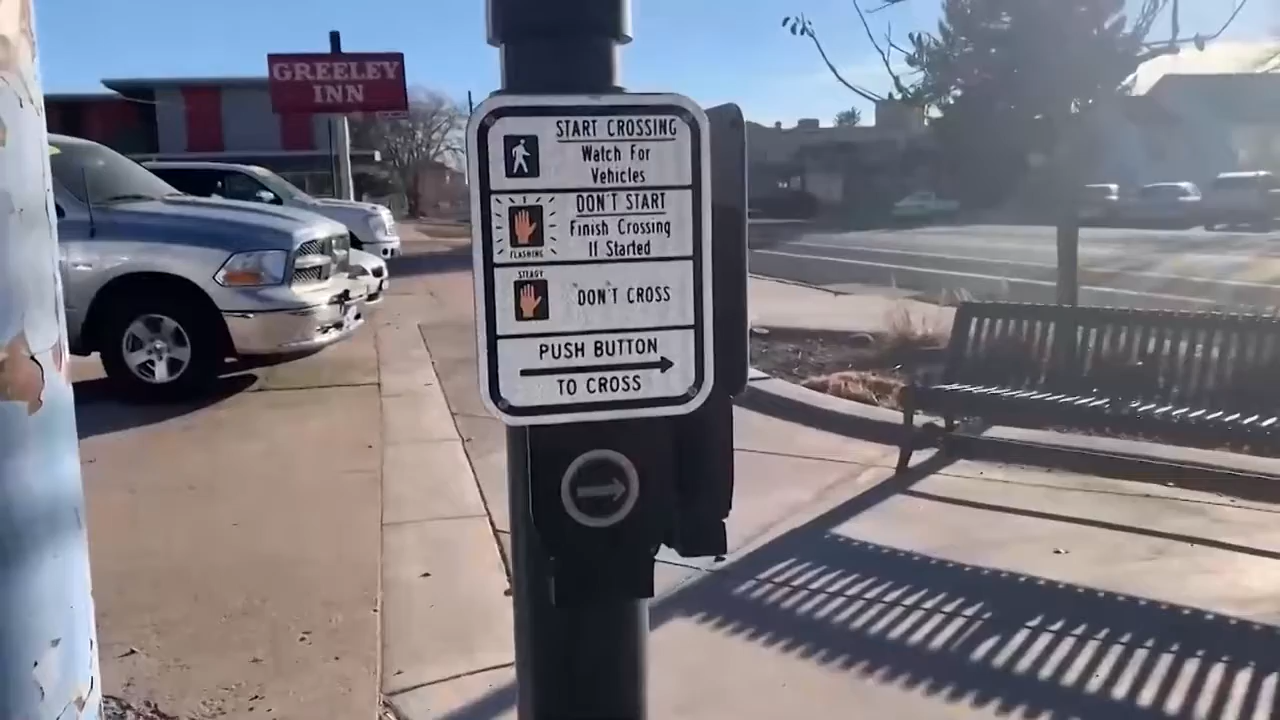 GREELEY
INN
START CROSSING
Watch For
Vehicles
DON'T START
Finish Crossing
If Started
FLASHING
STEADY
DON'T CROSS
PUSH BUTTON
TO CROSS